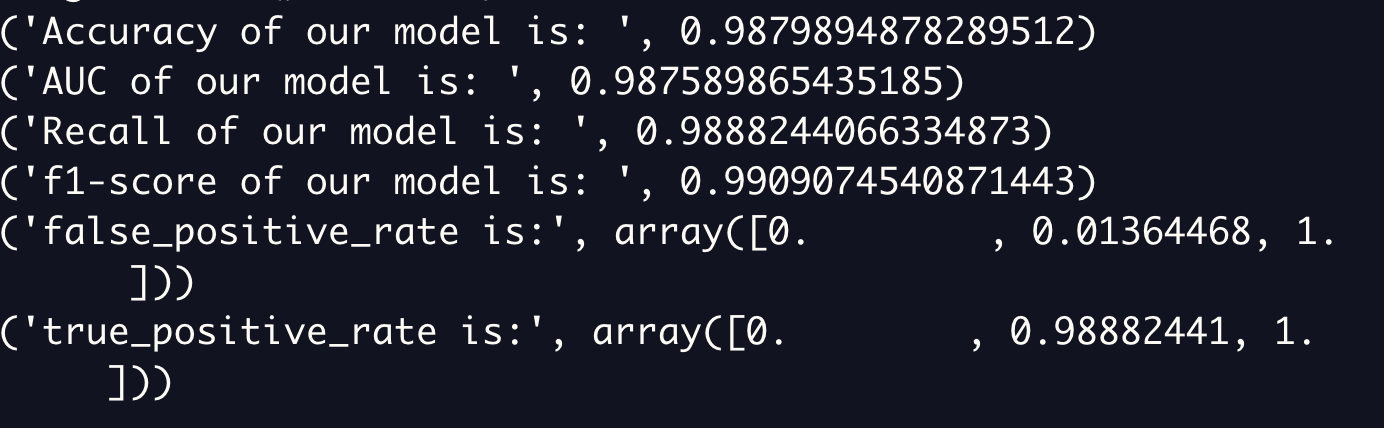 ('Accuracy of our model is: ', 0.9879894878289512)
('AUC of our model is: ', 0.987589865435185)
('Recall of our model is: ', 0.9888244066334873)
('f1-score of our model is: ', 0.9909074540871443)
('false_positive_rate is:', array([0.        , 0.01364468, 1.
      ]))
('true_positive_rate is:', array([0.        , 0.98882441, 1.
     ]))